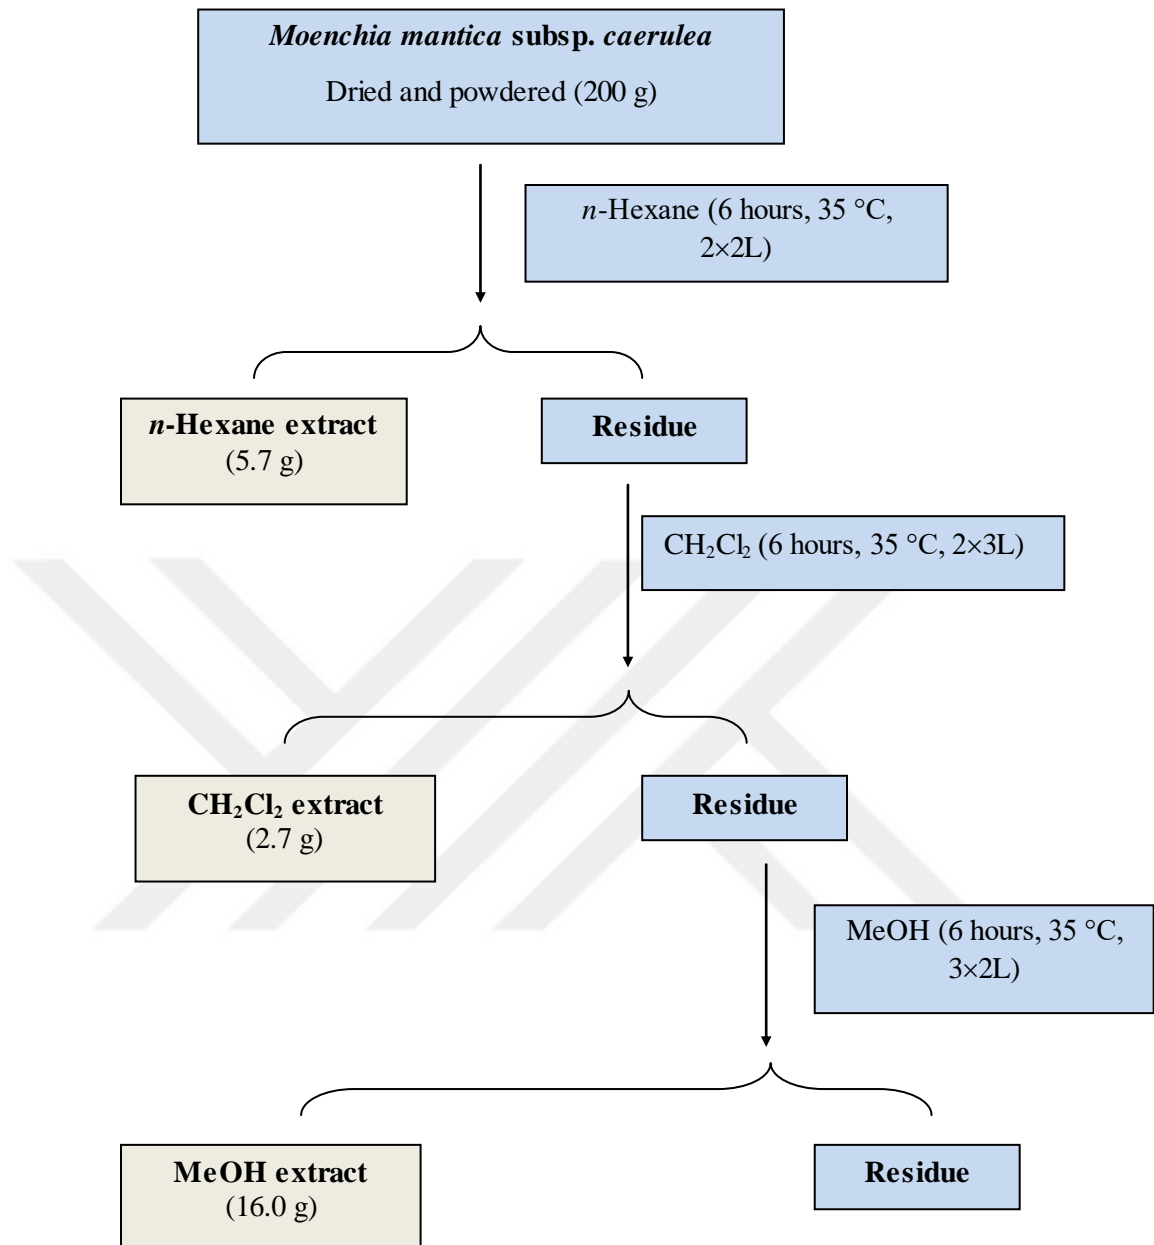 Moenchia mantica subsp. caerulea
Dried and powdered (200 g)
n-Hexane (6 hours, 35 °C,
2×2L)
n-Hexane extract
(5.7 g)
Residue
CH₂Cl₂ (6 hours, 35 °C, 2×3L)
CH₂Cl₂ extract
(2.7 g)
Residue
MeOH (6 hours, 35 °C,
3×2L)
MeOH extract
(16.0 g)
Residue